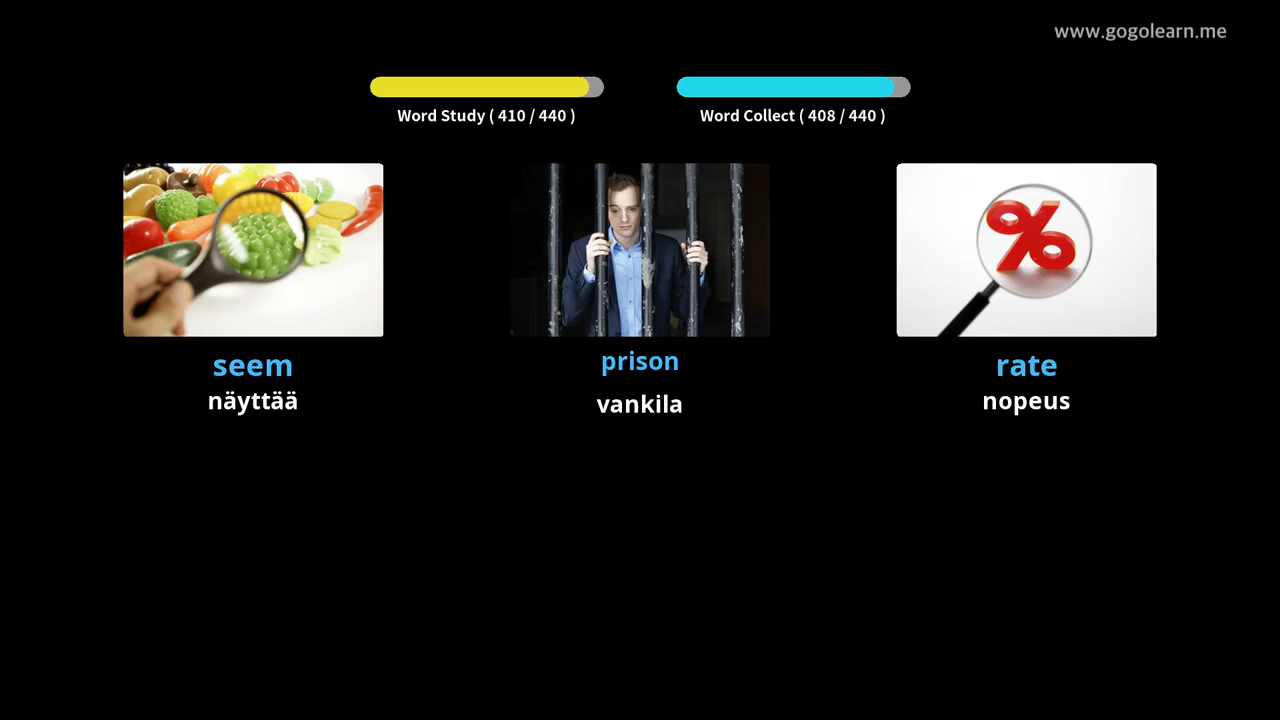 www.gogolearn.me
Word Study ( 410 / 440 )
Word Collect ( 408 / 440 )
seem
näyttää
prison
vankila
%
rate
nopeus